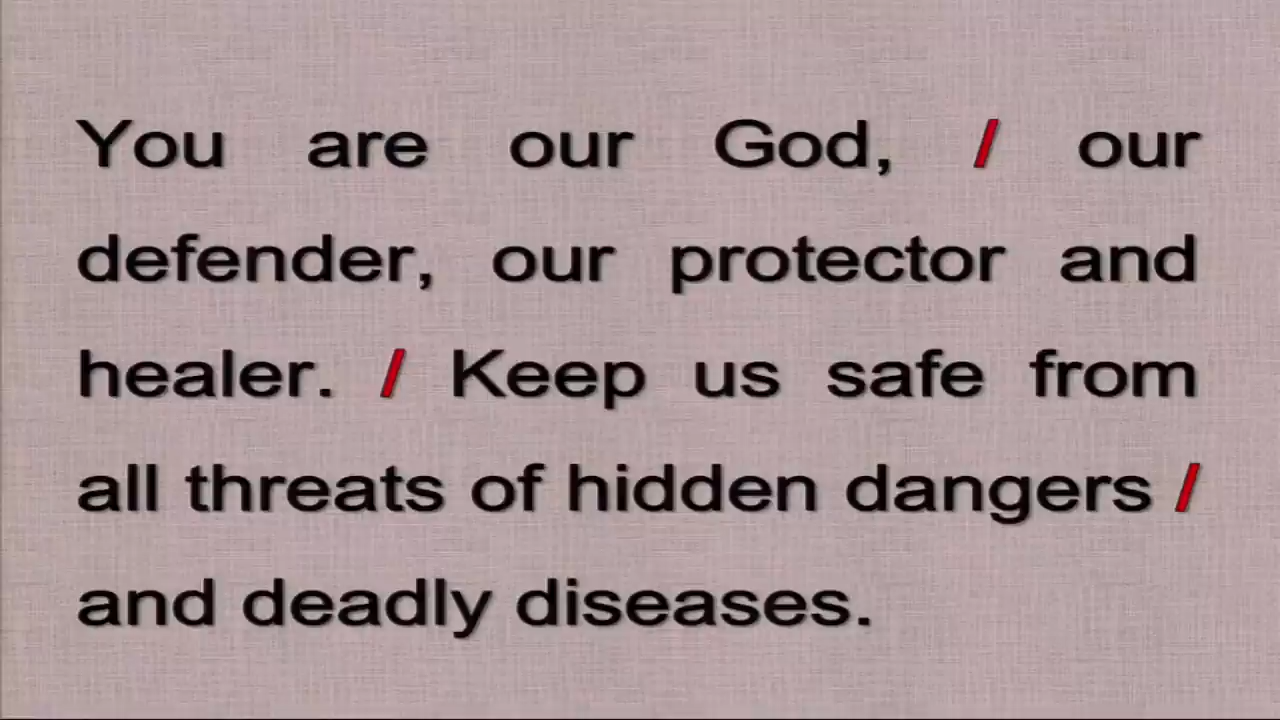 You are our God, / our
defender, our protector and
healer. / Keep us safe from
all threats of hidden dangers /
and deadly diseases.